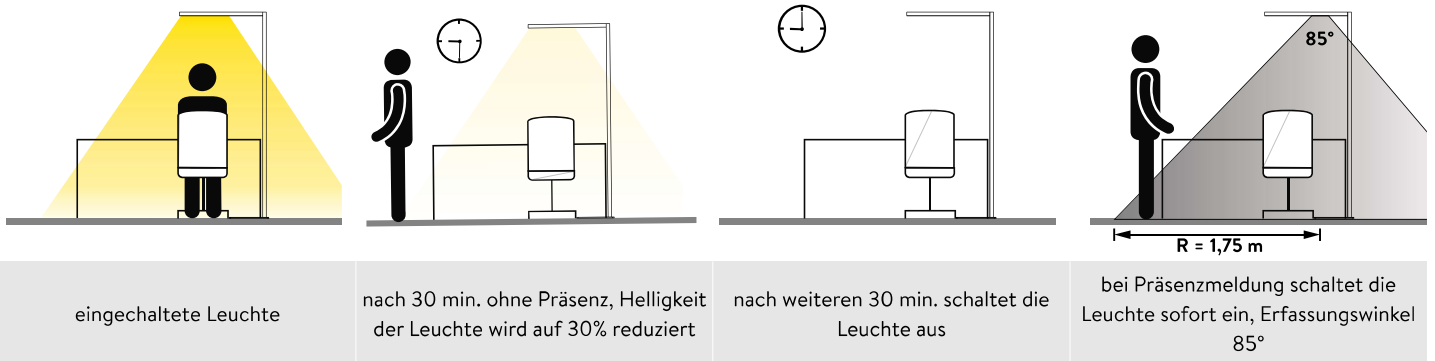 85°
R = 1,75 m
eingeschaltete Leuchte
nach 30 min. ohne Präsenz, Helligkeit
der Leuchte wird auf 30% reduziert
nach weiteren 30 min. schaltet die
Leuchte aus
bei Präsenzmeldung schaltet die
Leuchte sofort ein, Erfassungswinkel
85°